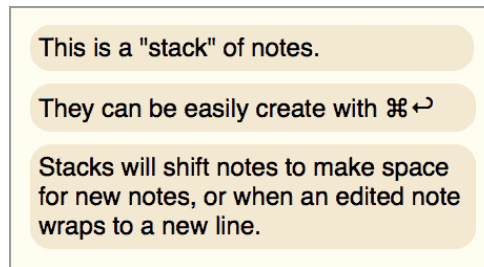 This is a "stack" of notes.
They can be easily create with ⌘↩
Stacks will shift notes to make space
for new notes, or when an edited note
wraps to a new line.